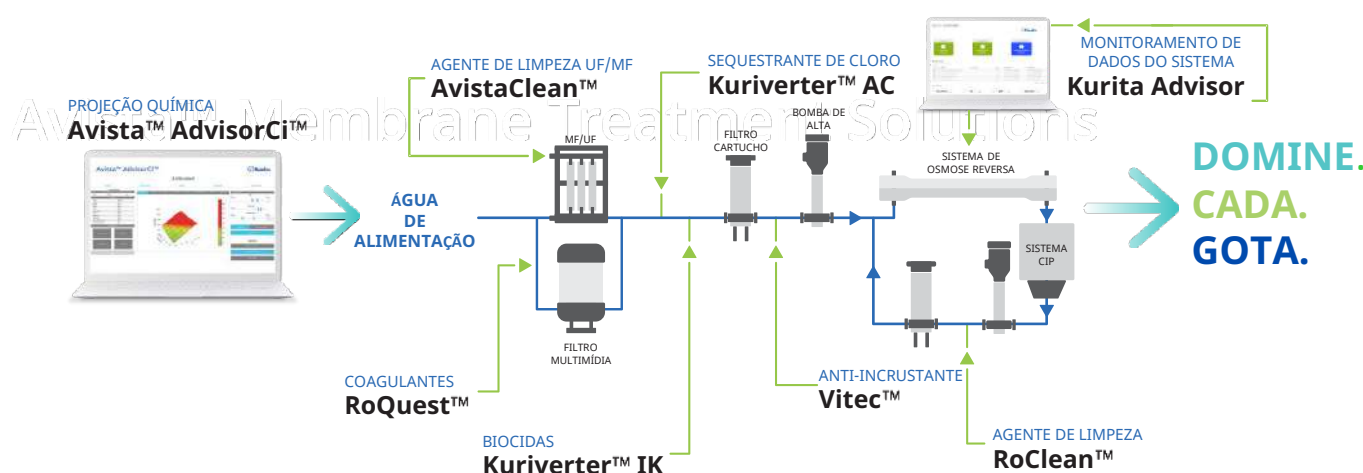 Avista™ Membrane Treatment Solutions
PROJEÇÃO QUÍMICA
Avista™ AdvisorCi™
Avista™ AdvisorCi™
ÁGUA
DE
ALIMENTAÇÃO
AGENTE DE LIMPEZA UF/MF
AvistaClean™
MF/UF
FILTRO
MULTIMÍDIA
COAGULANTES
RoQuest™
BIOCIDAS
Kuriverter™ IK
SEQUESTRANTE DE CLORO
Kuriverter™ AC
FILTRO
CARTUCHO
BOMBA DE
ALTA
ANTI-INCRUSTANTE
Vitec™
MONITORAMENTO DE
DADOS DO SISTEMA
Kurita Advisor
SISTEMA DE
OSMOSE REVERSA
SISTEMA
CIP
AGENTE DE LIMPEZA
RoClean™
DOMINE.
CADA.
GOTA.